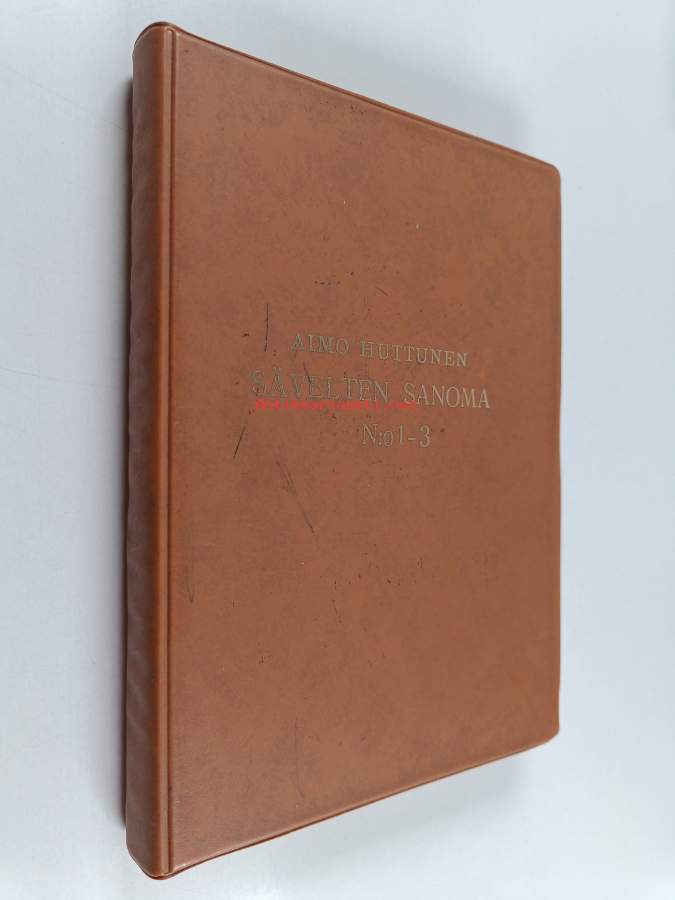 AIMO HUTTUNEN
SÄVELTEN SANOMA
N:o 1-3